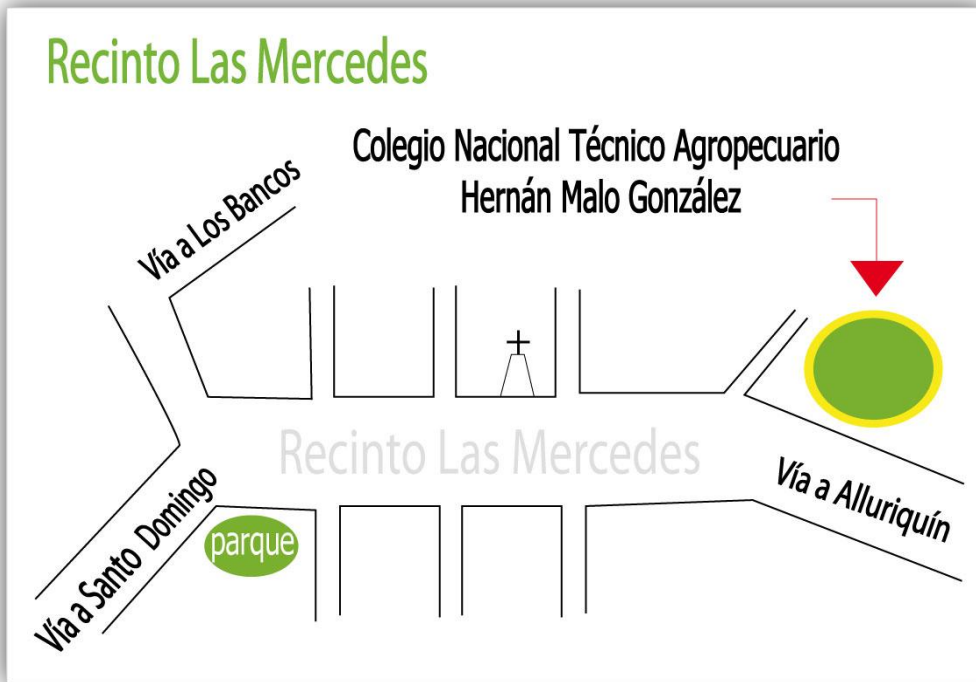 Recinto Las Mercedes
Colegio Nacional Técnico Agropecuario
Hernán Malo González
Vía a Los Bancos
Recinto Las Mercedes
Vía a Alluriquín
Vía a Santo Domingo
parque